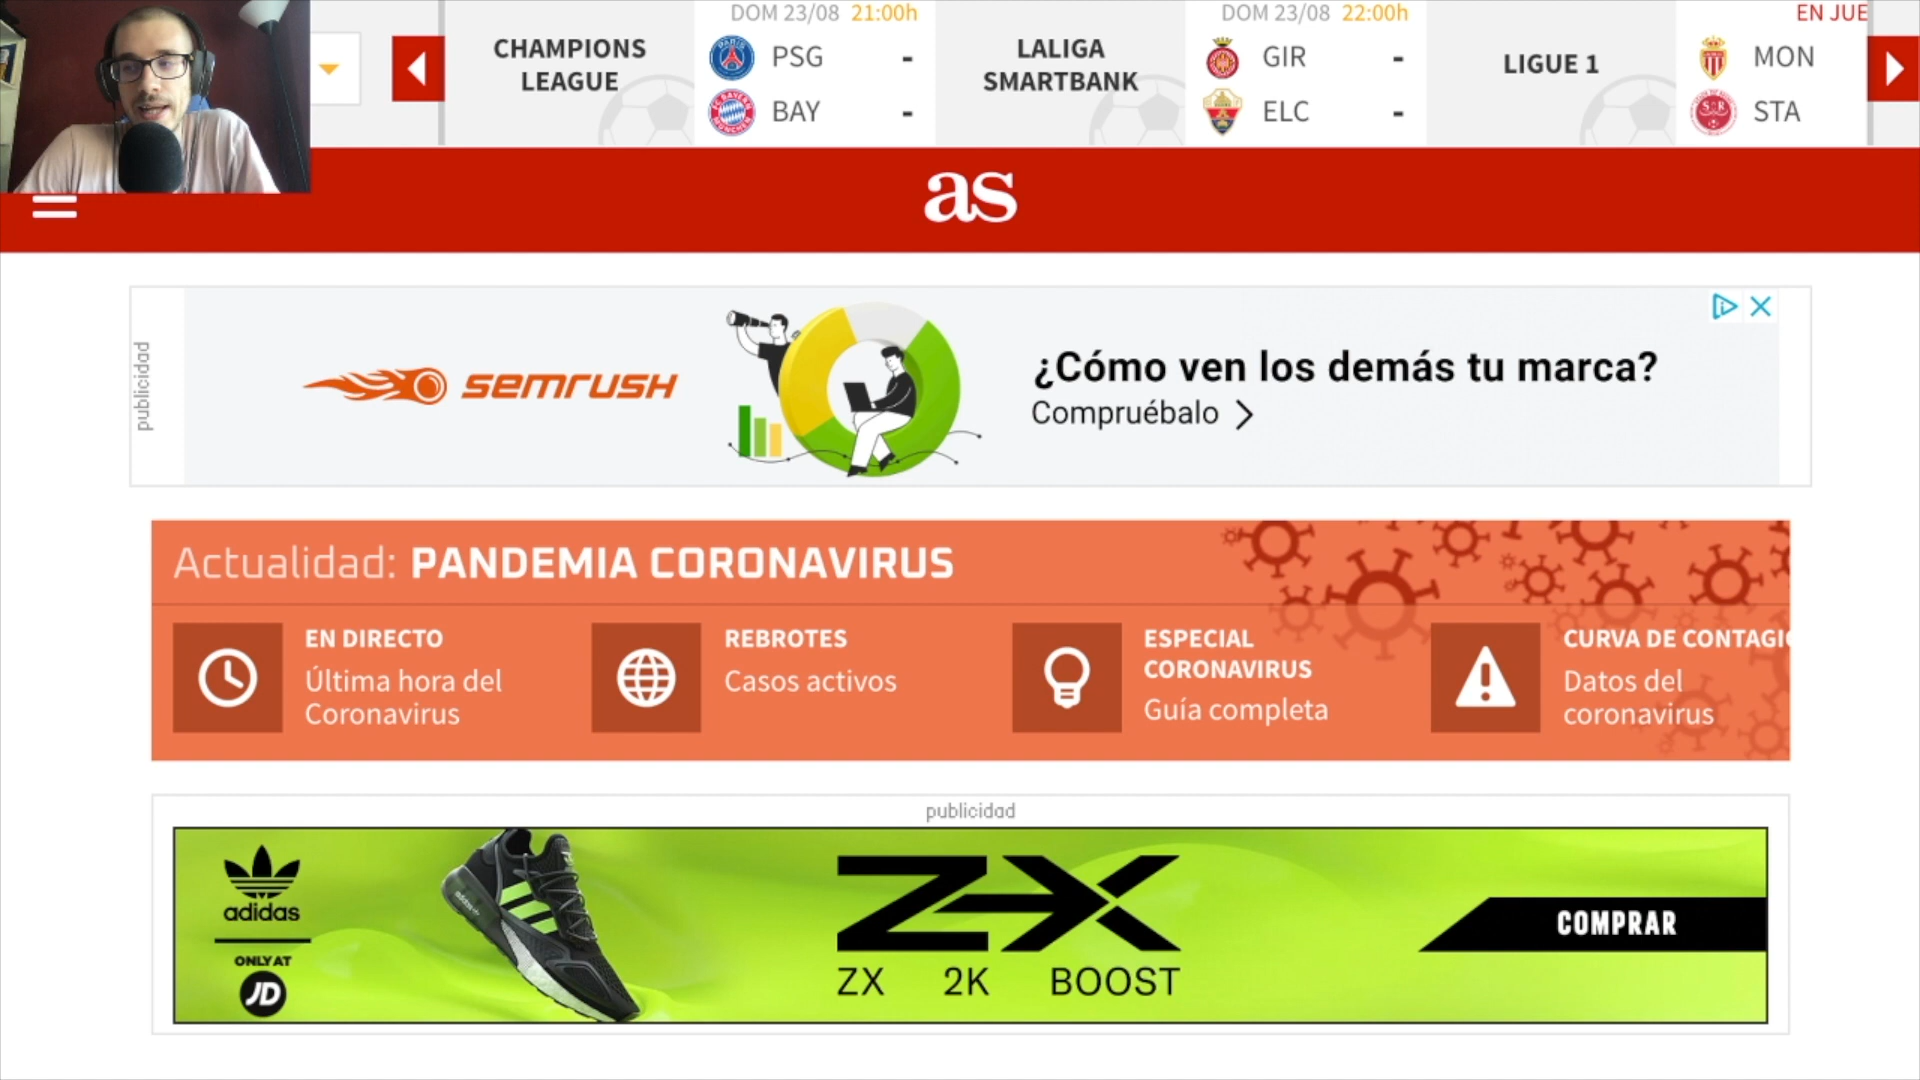 CHAMPIONS
LEAGUE
DOM 23/08 21:00h
PSG -
BAY -
LALIGA
SMARTBANK
DOM 23/08 22:00h
GIR -
ELC -
LIGUE 1
EN JUE
MON
STA
as
publicidad
semrush
¿Cómo ven los demás tu marca?
Compruébalo
Actualidad: PANDEMIA CORONAVIRUS
EN DIRECTO
Última hora del
Coronavirus
REBROTES
Casos activos
ESPECIAL
CORONAVIRUS
Guía completa
CURVA DE CONTAGI
Datos del
coronavirus
publicidad
adidas
ONLY AT
JD
ZX
ZX 2K BOOST
COMPRAR